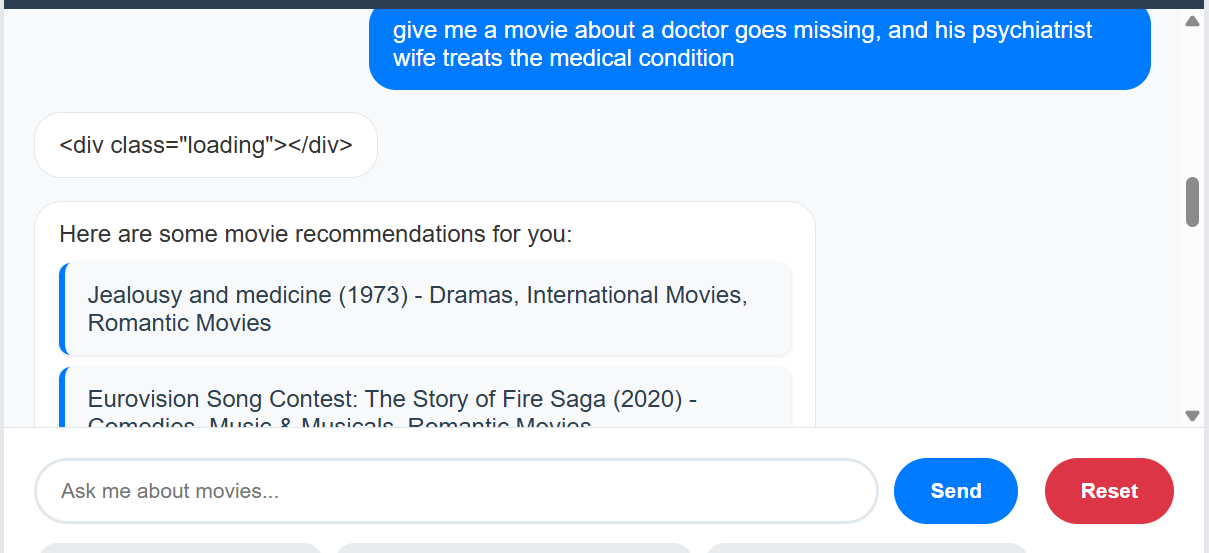 give me a movie about a doctor goes missing, and his psychiatrist
wife treats the medical condition
<div class="loading"></div>
Here are some movie recommendations for you:
Jealousy and medicine (1973) - Dramas, International Movies,
Romantic Movies
Eurovision Song Contest: The Story of Fire Saga (2020) -
Comedies, Music & Musicals, Romantic Movies
Ask me about movies...
Send
Reset